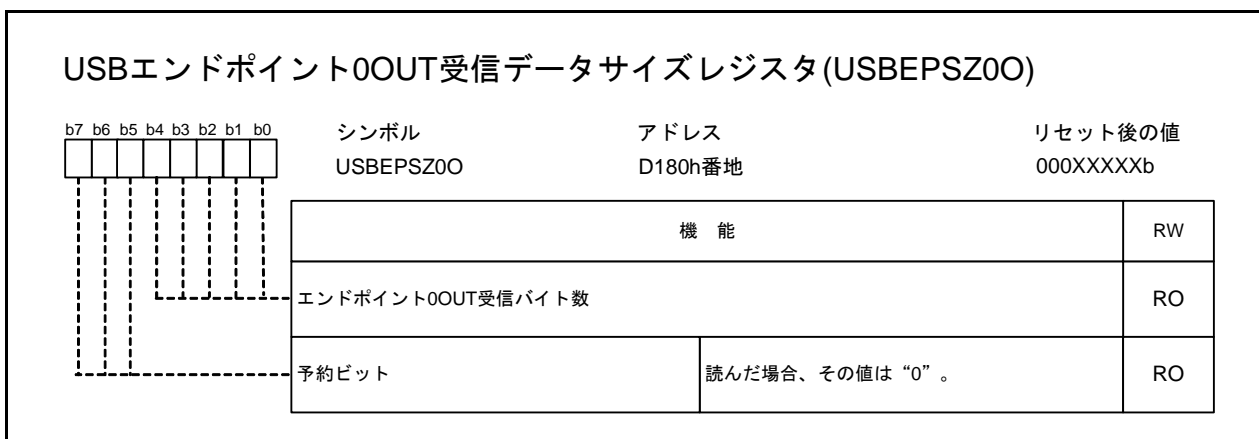 USBエンドポイント0OUT受信データサイズレジスタ(USBEPSZ0O)
b7 b6 b5 b4 b3 b2 b1 b0
シンボル アドレス リセット後の値
USBEPSZ0O D180h番地 000XXXXXb
機 能 RW
エンドポイント0OUT受信バイト数 RO
予約ビット 読んだ場合、その値は“0”。 RO